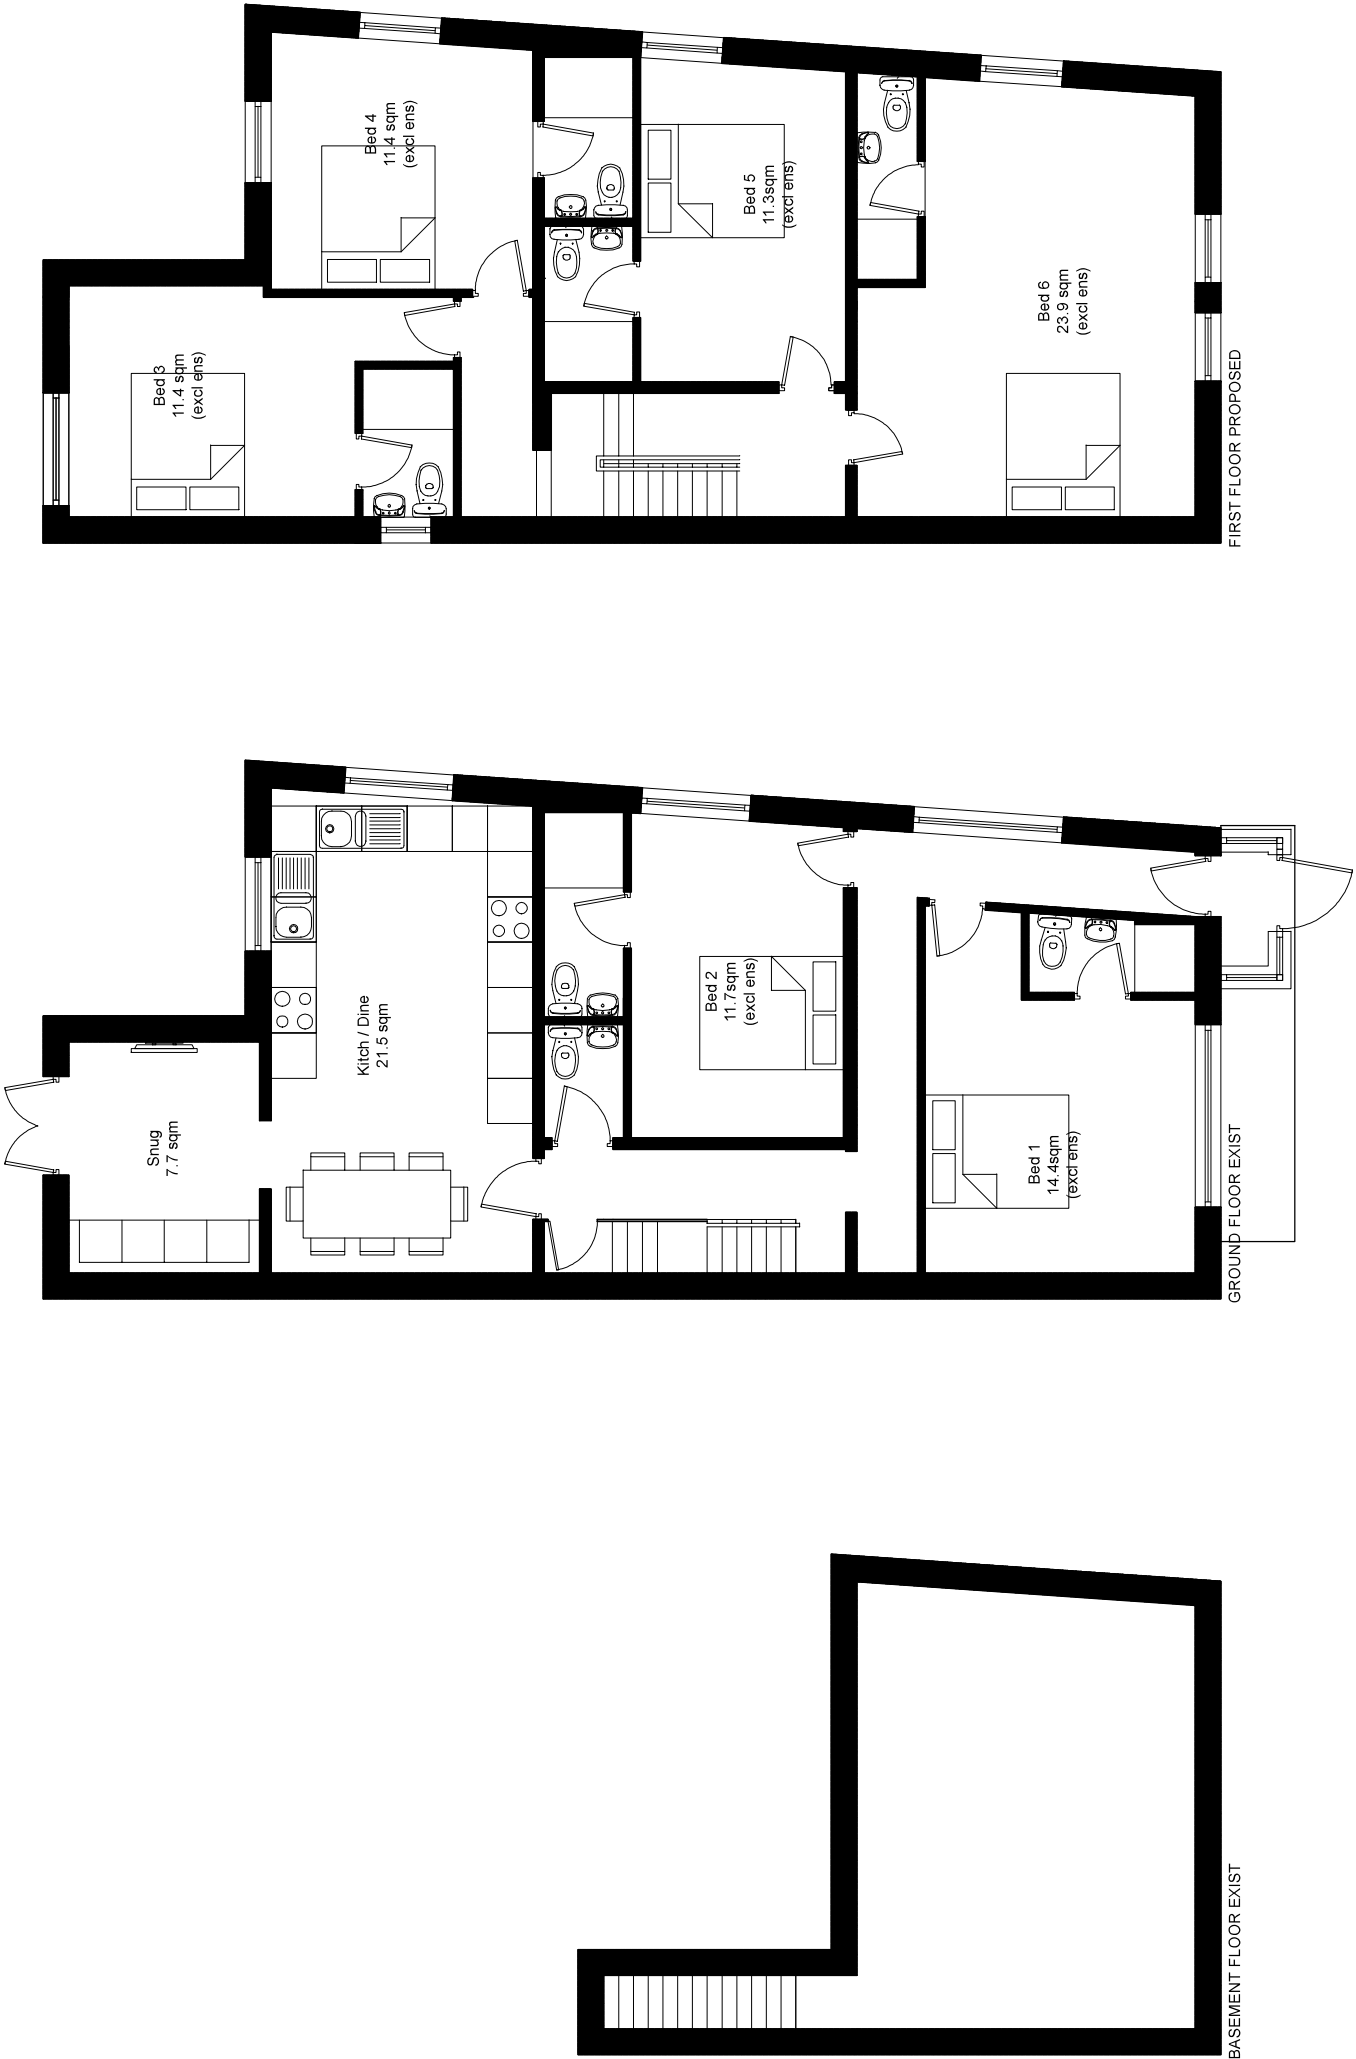 Bed 4
11.4 sqm
(excl ens)
Bed 5
11.3sqm
(excl ens)
Bed 3
11.4 sqm
(excl ens)
Bed 6
23.9 sqm
(excl ens)
FIRST FLOOR PROPOSED
Kitch / Dine
21.5 sqm
Snug
7.7 sqm
Bed 2
11.7sqm
(excl ens)
Bed 1
14.4sqm
(excl ens)
GROUND FLOOR EXIST
BASEMENT FLOOR EXIST